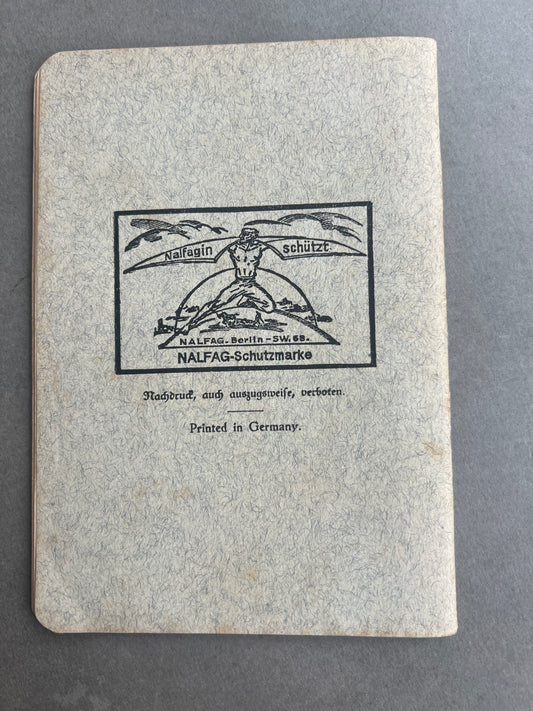 Nalfagin schützt.
NALFAG. Berlin-SW.68.
NALFAG-Schutzmarke
Nachdruck, auch auszugsweise, verboten.
Printed in Germany.